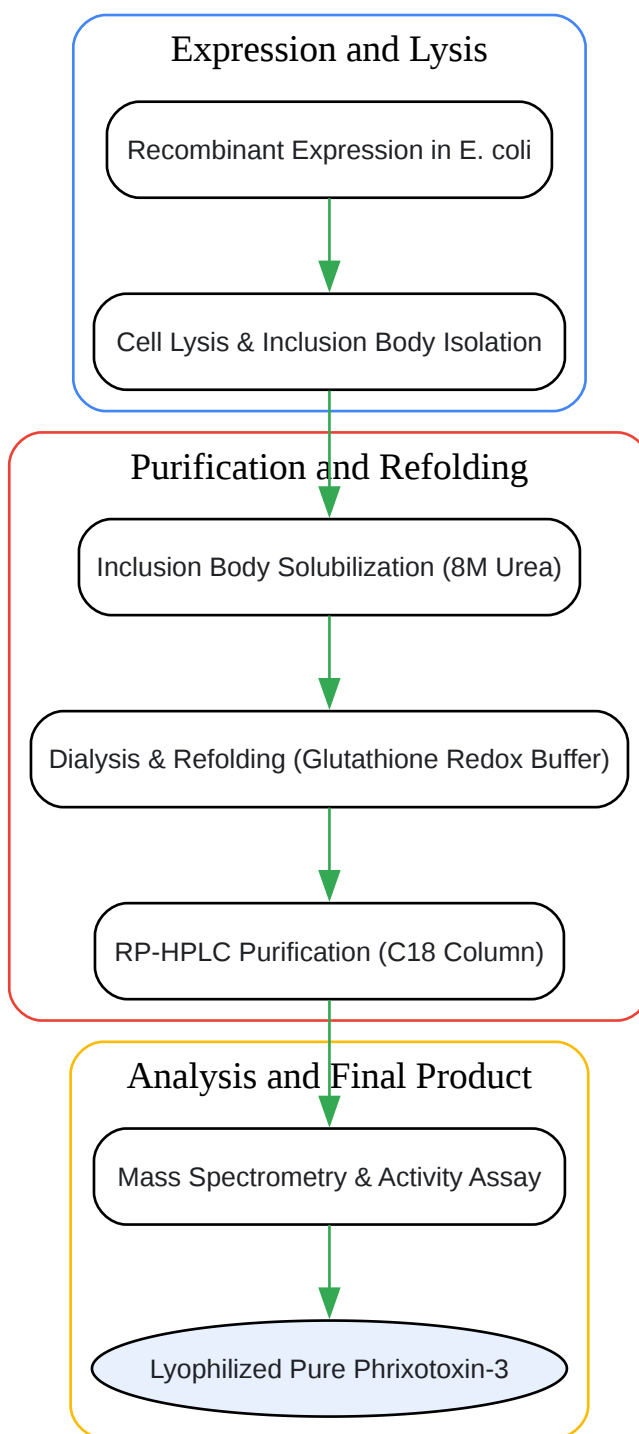 Expression and Lysis
Recombinant Expression in E. coli
Cell Lysis & Inclusion Body Isolation
Purification and Refolding
Inclusion Body Solubilization (8M Urea)
Dialysis & Refolding (Glutathione Redox Buffer)
RP-HPLC Purification (C18 Column)
Analysis and Final Product
Mass Spectrometry & Activity Assay
Lyophilized Pure Phrixotoxin-3